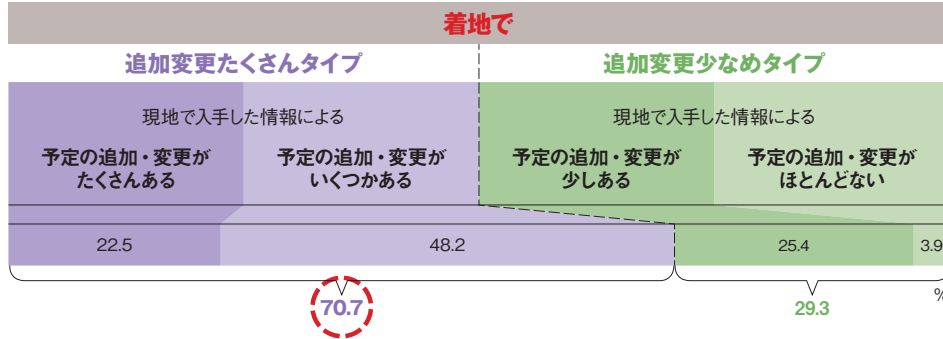 着地で
追加変更たくさんタイプ
追加変更少なめタイプ
現地で入手した情報による
現地で入手した情報による
予定の追加・変更が
たくさんある
予定の追加・変更が
いくつかある
予定の追加・変更が
少しある
予定の追加・変更が
ほとんどない
22.5
48.2
25.4
3.9
70.7
29.3
%